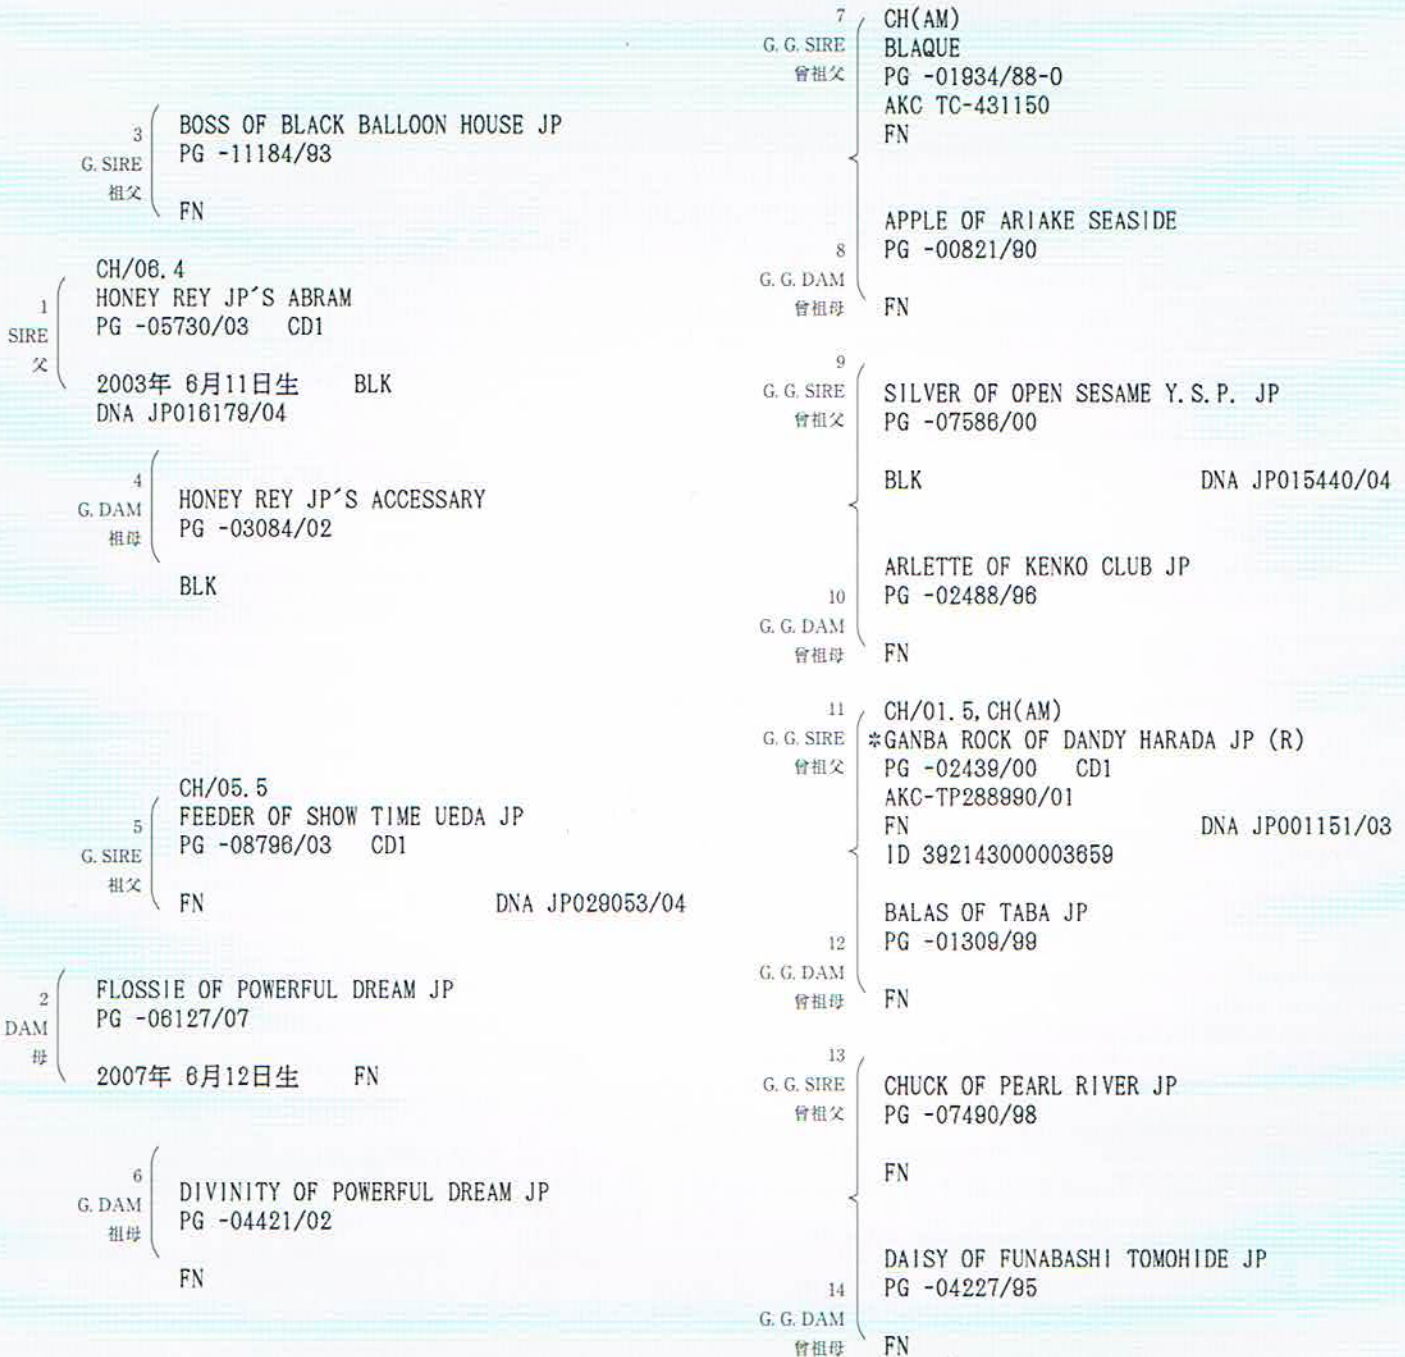 1
SIRE
父
CH/06.4
HONEY REY JP´S ABRAM
PG -05730/03 CD1
2003年 6月11日生 BLK
DNA JP016179/04
2
DAM
母
FLOSSIE OF POWERFUL DREAM JP
PG -06127/07
2007年 6月12日生 FN
3
G. SIRE
祖父
BOSS OF BLACK BALLOON HOUSE JP
PG -11184/93
FN
4
G. DAM
祖母
HONEY REY JP´S ACCESSARY
PG -03084/02
BLK
5
G. SIRE
祖父
CH/05.5
FEEDER OF SHOW TIME UEDA JP
PG -08796/03 CD1
FN DNA JP029053/04
6
G. DAM
祖母
DIVINITY OF POWERFUL DREAM JP
PG -04421/02
FN
7
G. G. SIRE
曾祖父
CH(AM)
BLAQUE
PG -01934/88-0
AKC TC-431150
FN
8
G. G. DAM
曾祖母
APPLE OF ARIAKE SEASIDE
PG -00821/90
FN
9
G. G. SIRE
曾祖父
SILVER OF OPEN SESAME Y.S.P. JP
PG -07586/00
BLK DNA JP015440/04
10
G. G. DAM
曾祖母
ARLETTE OF KENKO CLUB JP
PG -02488/96
FN
11
G. G. SIRE
曾祖父
CH/01.5,CH(AM)
*GANBA ROCK OF DANDY HARADA JP (R)
PG -02439/00 CD1
AKC-TP288990/01
FN DNA JP001151/03
ID 392143000003659
12
G. G. DAM
曾祖母
BALAS OF TABA JP
PG -01309/99
FN
13
G. G. SIRE
曾祖父
CHUCK OF PEARL RIVER JP
PG -07490/98
FN
14
G. G. DAM
曾祖母
DAISY OF FUNABASHI TOMOHIDE JP
PG -04227/95
FN